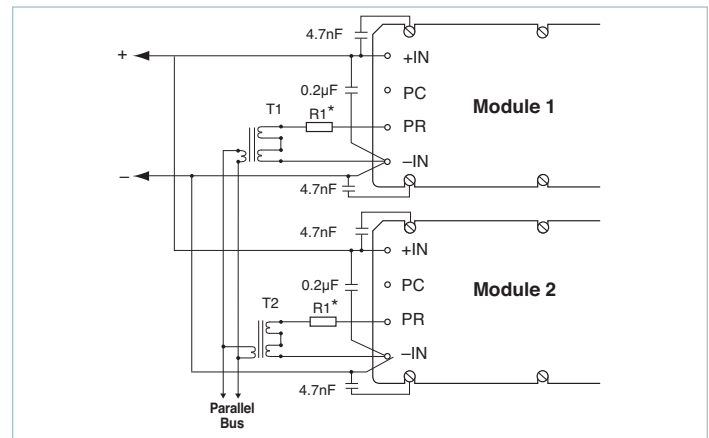 4.7nF
+
+IN
0.2µF
PC
Module 1
T1
R1*
PR
–IN
–
4.7nF
4.7nF
+IN
0.2µF
PC
Module 2
T2
R1*
PR
–IN
4.7nF
Parallel
Bus